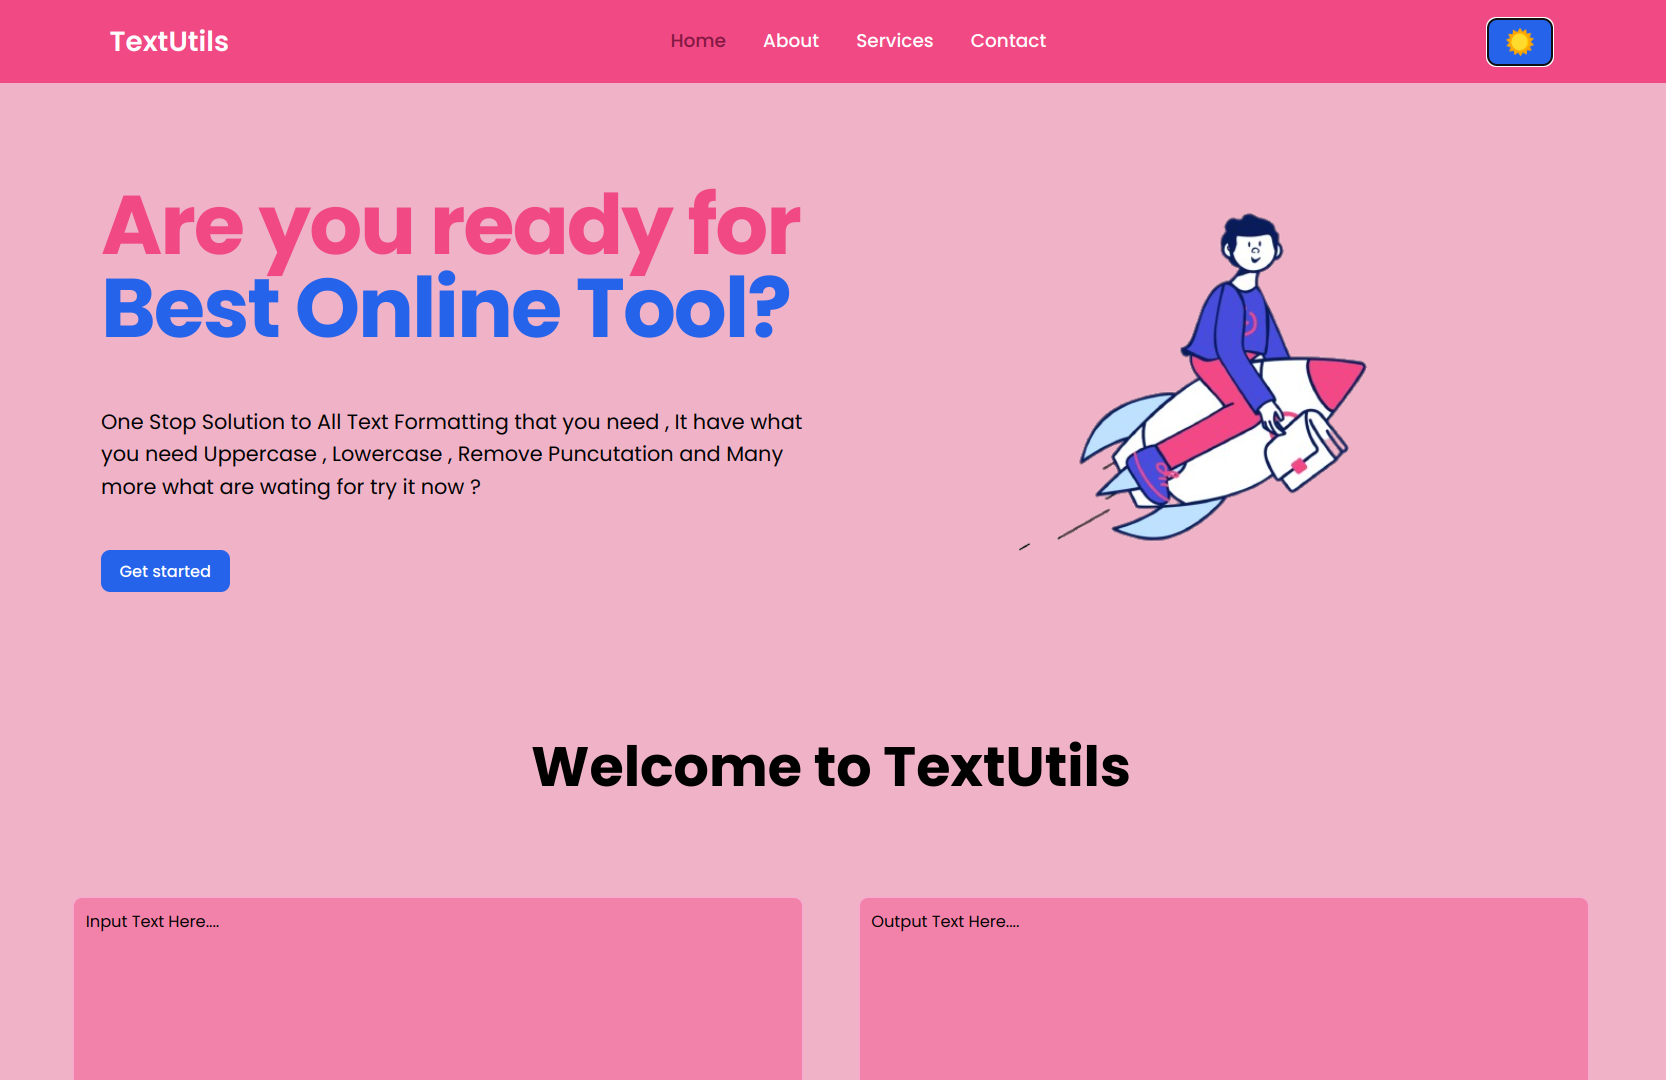 TextUtils
Home
About
Services
Contact
Are you ready for
Best Online Tool?
One Stop Solution to All Text Formatting that you need , It have what
you need Uppercase , Lowercase , Remove Puncutation and Many
more what are wating for try it now ?
Get started
Welcome to TextUtils
Input Text Here....
Output Text Here....